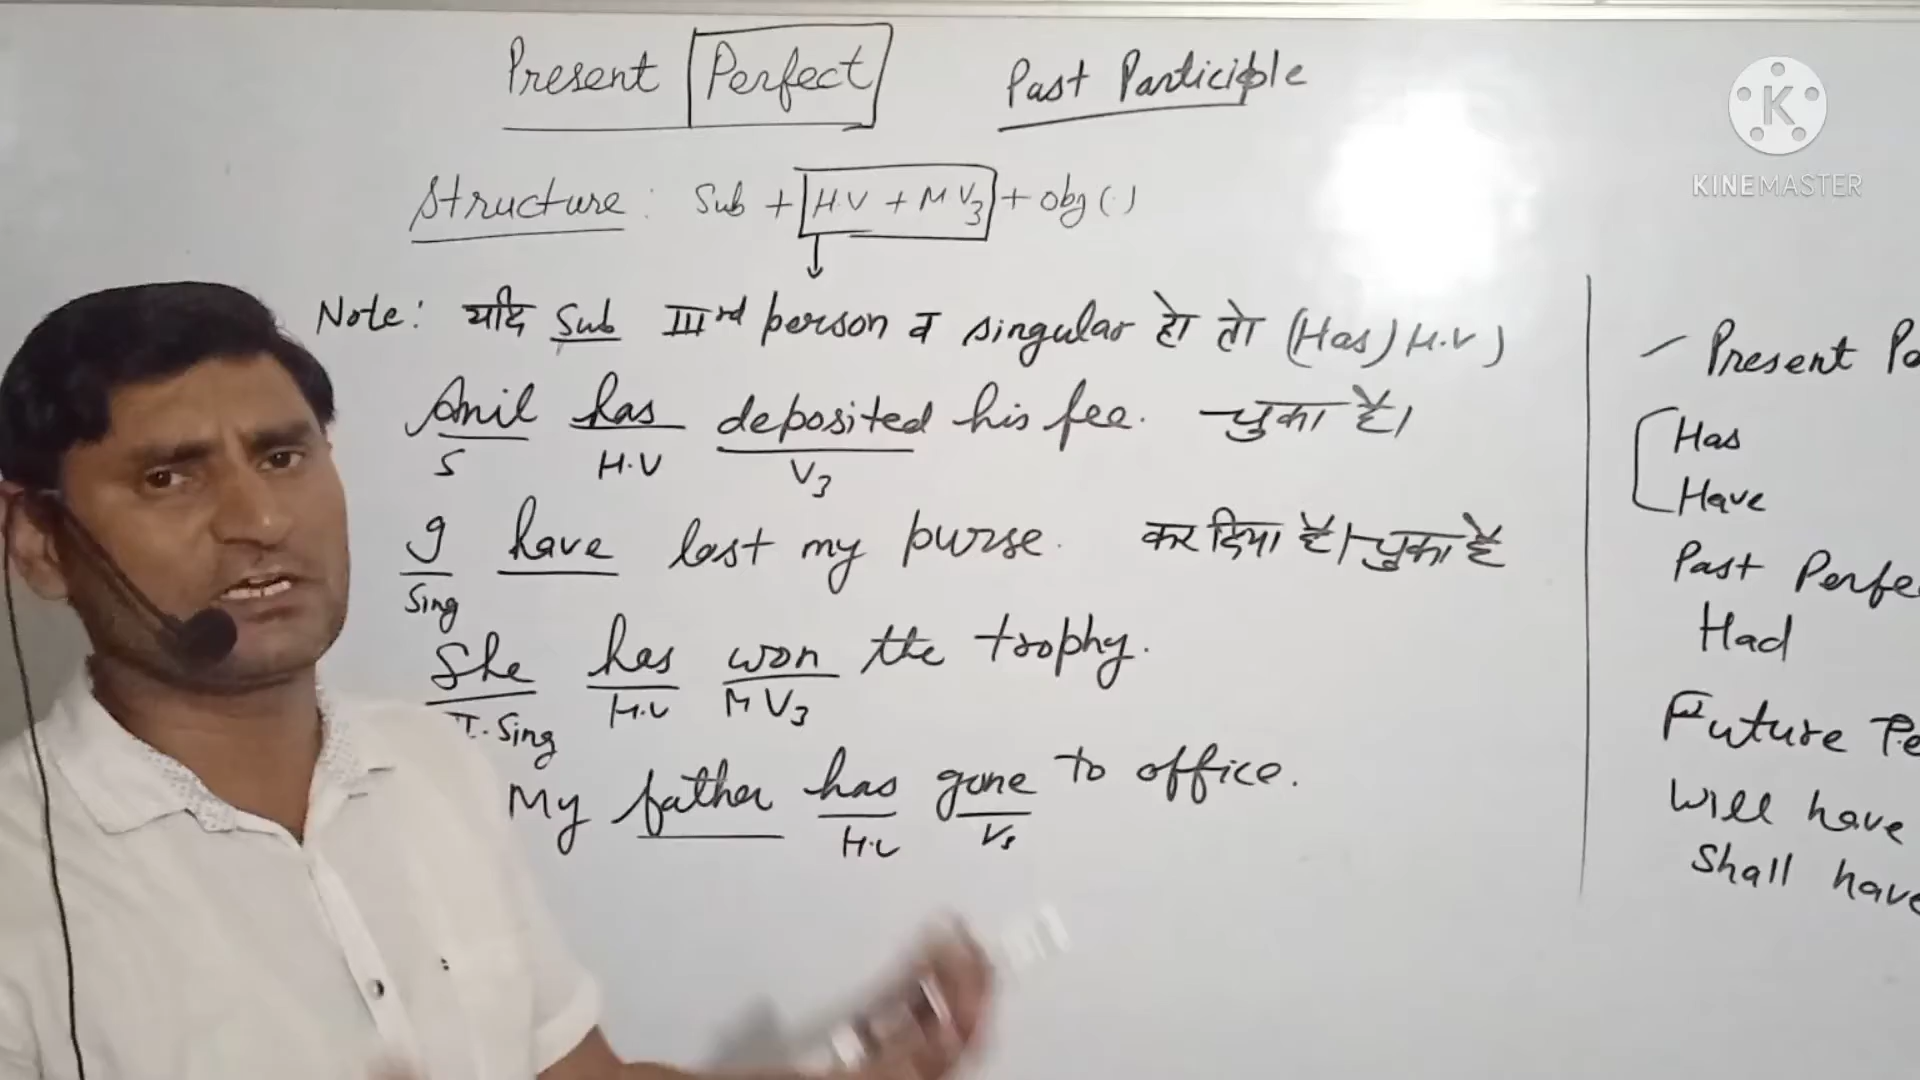 Present Perfect Past Participle
Structure: Sub + H.V + M V3 + obj (.)
Note: यदि Sub IIIrd person व singular हो तो (Has) H.V)
Anil has deposited his fee. चुका है।
S H.V V3
I have lost my purse. कर दिया है। चुका है
Sing
She has won the trophy.
Sing H.V M V3
My father has gone to office.
H.V V3
Present
Has
Have
Past Perfe
Had
Future Pe
Will have
Shall have
K
KINEMASTER